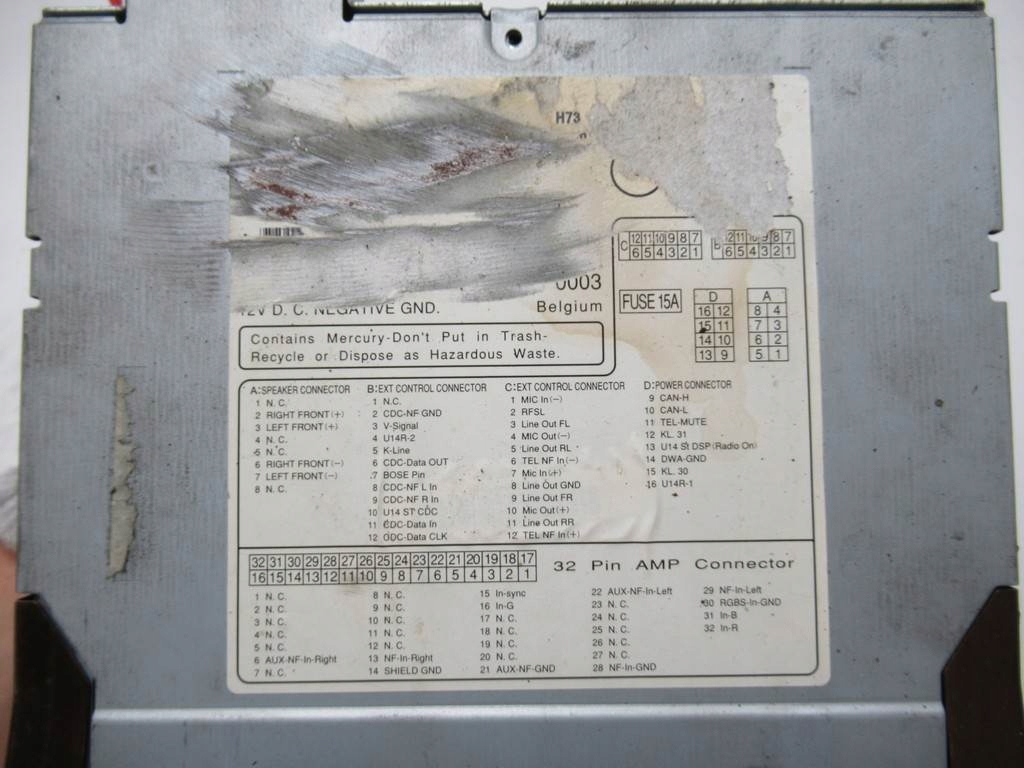 H73
C 12 11 10 9 8 7
6 5 4 3 2 1
B 12 11 10 9 8 7
6 5 4 3 2 1
0003
12V D. C. NEGATIVE GND. Belgium
FUSE 15A
D
16 12
15 11
14 10
13 9
A
8 4
7 3
6 2
5 1
Contains Mercury-Don't Put in Trash-
Recycle or Dispose as Hazardous Waste.
A:SPEAKER CONNECTOR
1 N.C.
2 RIGHT FRONT(+)
3 LEFT FRONT(+)
4 N.C.
5 N.C.
6 RIGHT FRONT(-)
7 LEFT FRONT(-)
8 N.C.
B:EXT CONTROL CONNECTOR
1 N.C.
2 CDC-NF GND
3 V-Signal
4 U14R-2
5 K-Line
6 CDC-Data OUT
7 BOSE Pin
8 CDC-NF L In
9 CDC-NF R In
10 U14 ST CDC
11 CDC-Data In
12 CDC-Data CLK
C:EXT CONTROL CONNECTOR
1 MIC In(-)
2 RFSL
3 Line Out FL
4 MIC Out(-)
5 Line Out RL
6 TEL NF In(-)
7 Mic In(+)
8 Line Out GND
9 Line Out FR
10 Mic Out(+)
11 Line Out RR
12 TEL NF In(+)
D:POWER CONNECTOR
9 CAN-H
10 CAN-L
11 TEL-MUTE
12 KL. 31
13 U14 St DSP (Radio On)
14 DWA-GND
15 KL. 30
16 U14R-1
32 31 30 29 28 27 26 25 24 23 22 21 20 19 18 17
16 15 14 13 12 11 10 9 8 7 6 5 4 3 2 1
32 Pin AMP Connector
1 N.C.
2 N.C.
3 N.C.
4 N.C.
5 N.C.
6 AUX-NF-In-Right
7 N.C.
8 N.C.
9 N.C.
10 N.C.
11 N.C.
12 N.C.
13 NF-In-Right
14 SHIELD GND
15 In-sync
16 In-G
17 N.C.
18 N.C.
19 N.C.
20 N.C.
21 AUX-NF-GND
22 AUX-NF-In-Left
23 N.C.
24 N.C.
25 N.C.
26 N.C.
27 N.C.
28 NF-In-GND
29 NF-In-Left
30 RGBS-In-GND
31 In-B
32 In-R